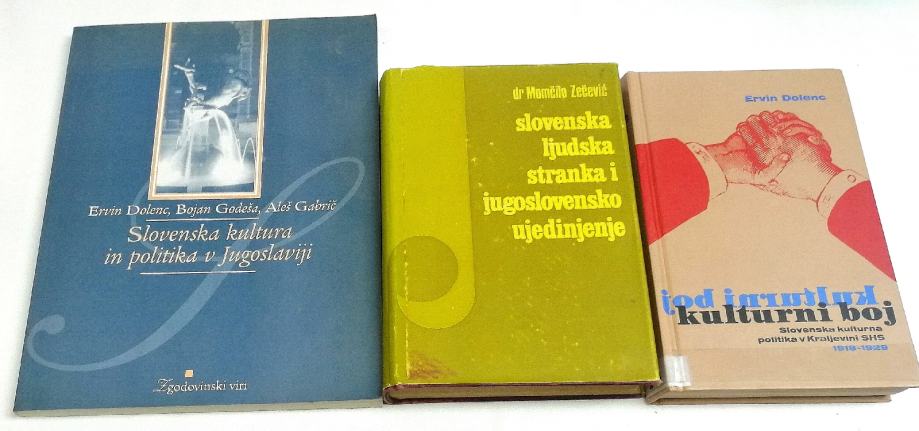 Ervin Dolenc, Bojan Godeša, Aleš Gabrič
Slovenska kultura
in politika v Jugoslaviji
Zgodovinski viri
dr Momčilo Zečević
slovenska
ljudska
stranka i
jugoslovensko
ujedinjenje
Ervin Dolenc
kulturni boj
kulturni boj
Slovenska kulturna
politika v Kraljevini SHS
1918-1929